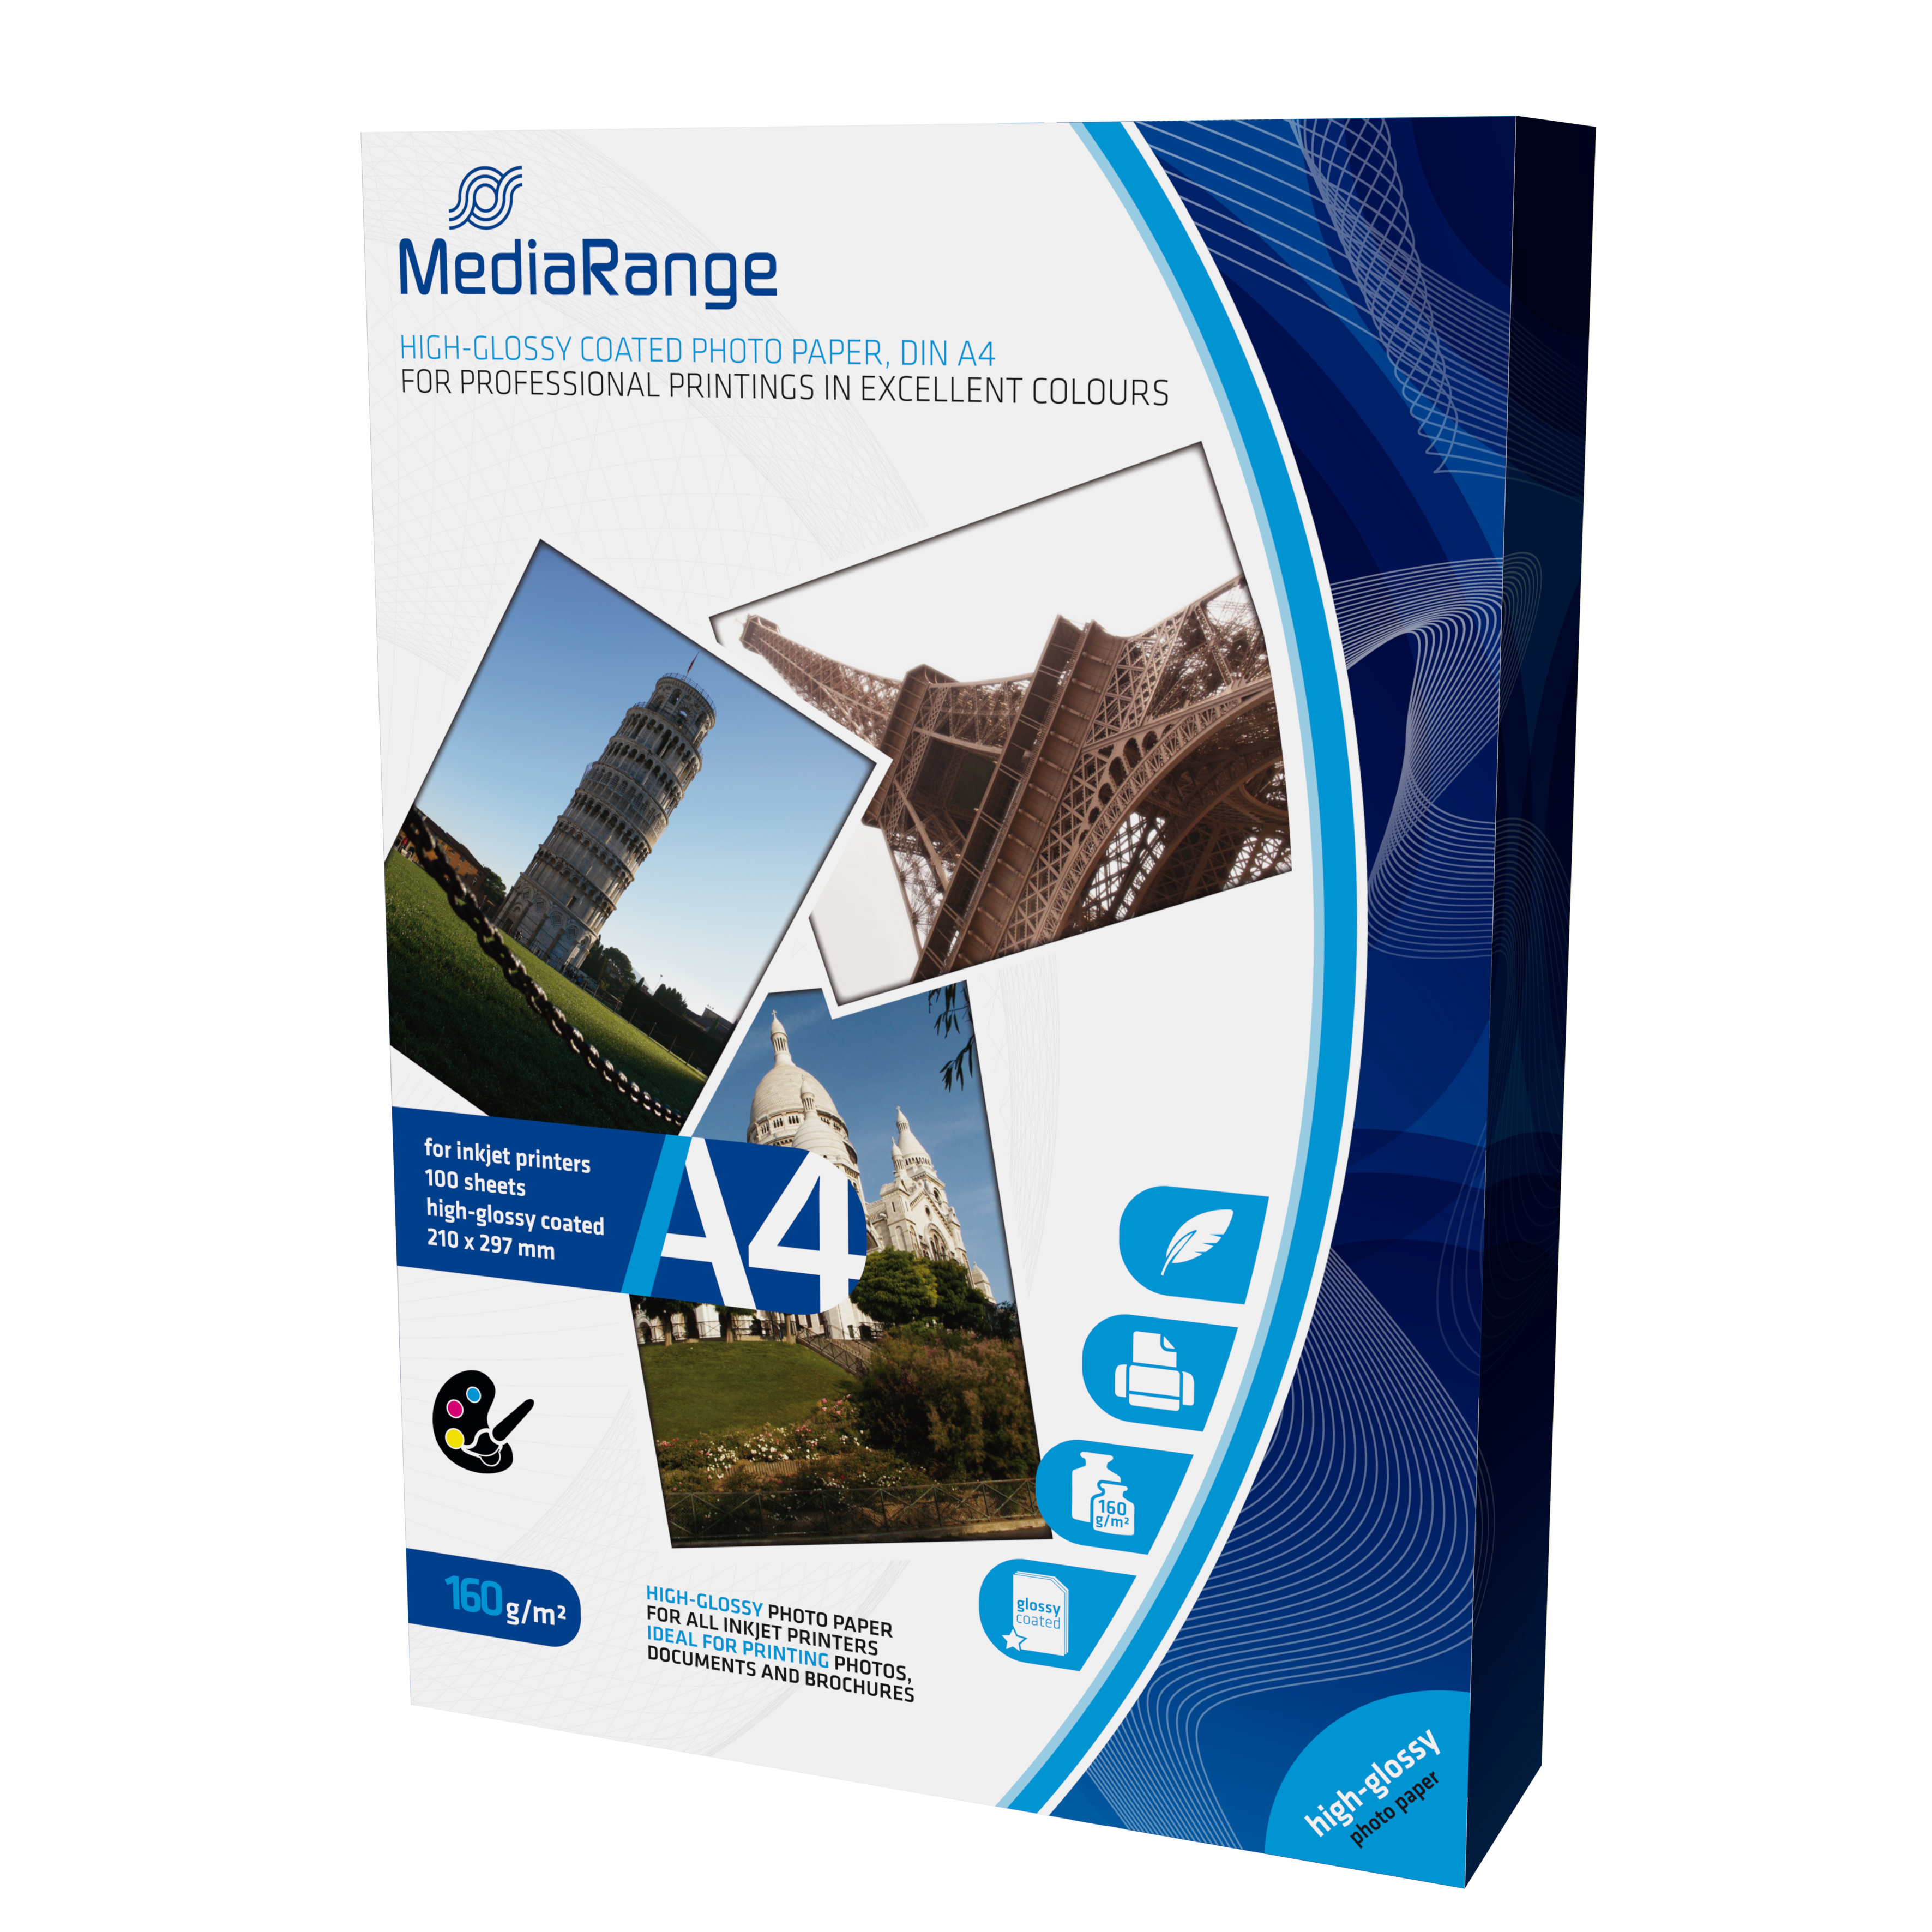 MediaRange
HIGH-GLOSSY COATED PHOTO PAPER, DIN A4
FOR PROFESSIONAL PRINTINGS IN EXCELLENT COLOURS
for inkjet printers
100 sheets
high-glossy coated
210 x 297 mm
A4
160
g/m²
glossy
coated
160 g/m²
HIGH-GLOSSY PHOTO PAPER
FOR ALL INKJET PRINTERS
IDEAL FOR PRINTING PHOTOS,
DOCUMENTS AND BROCHURES
high-glossy
photo paper